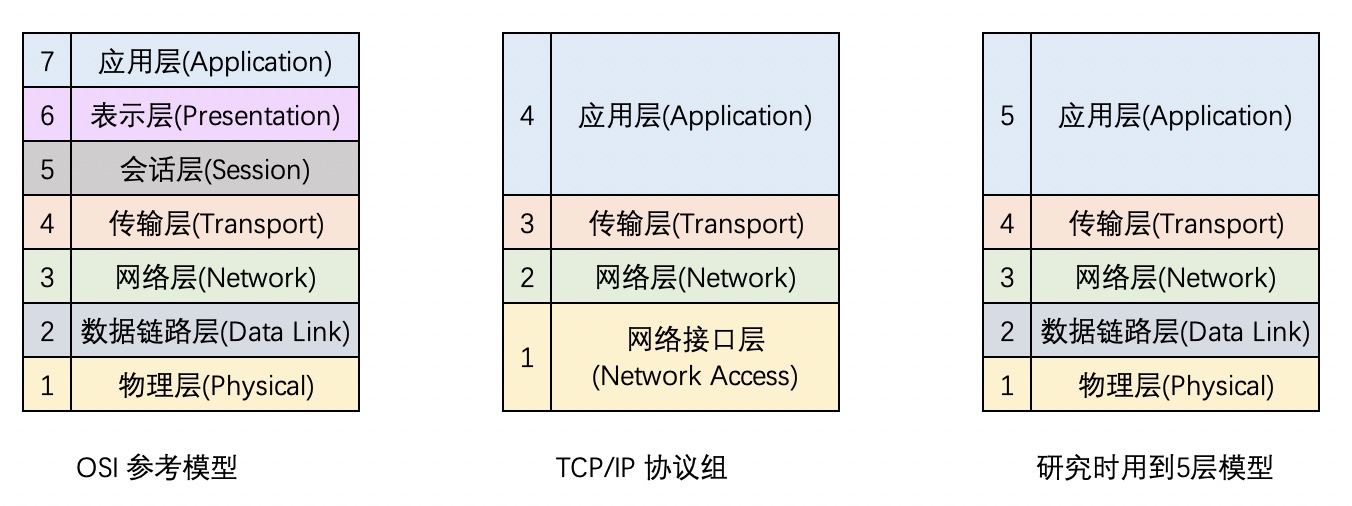 7 应用层(Application)
6 表示层(Presentation)
5 会话层(Session)
4 传输层(Transport)
3 网络层(Network)
2 数据链路层(Data Link)
1 物理层(Physical)
OSI 参考模型
4 应用层(Application)
3 传输层(Transport)
2 网络层(Network)
1 网络接口层
(Network Access)
TCP/IP 协议组
5 应用层(Application)
4 传输层(Transport)
3 网络层(Network)
2 数据链路层(Data Link)
1 物理层(Physical)
研究时用到5层模型